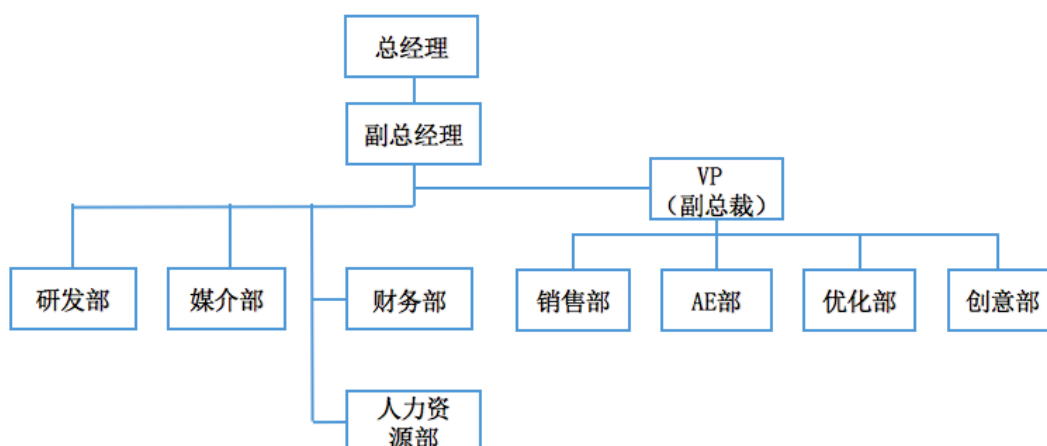 总经理
副总经理
VP
（副总裁）
研发部
媒介部
财务部
销售部
AE部
优化部
创意部
人力资
源部